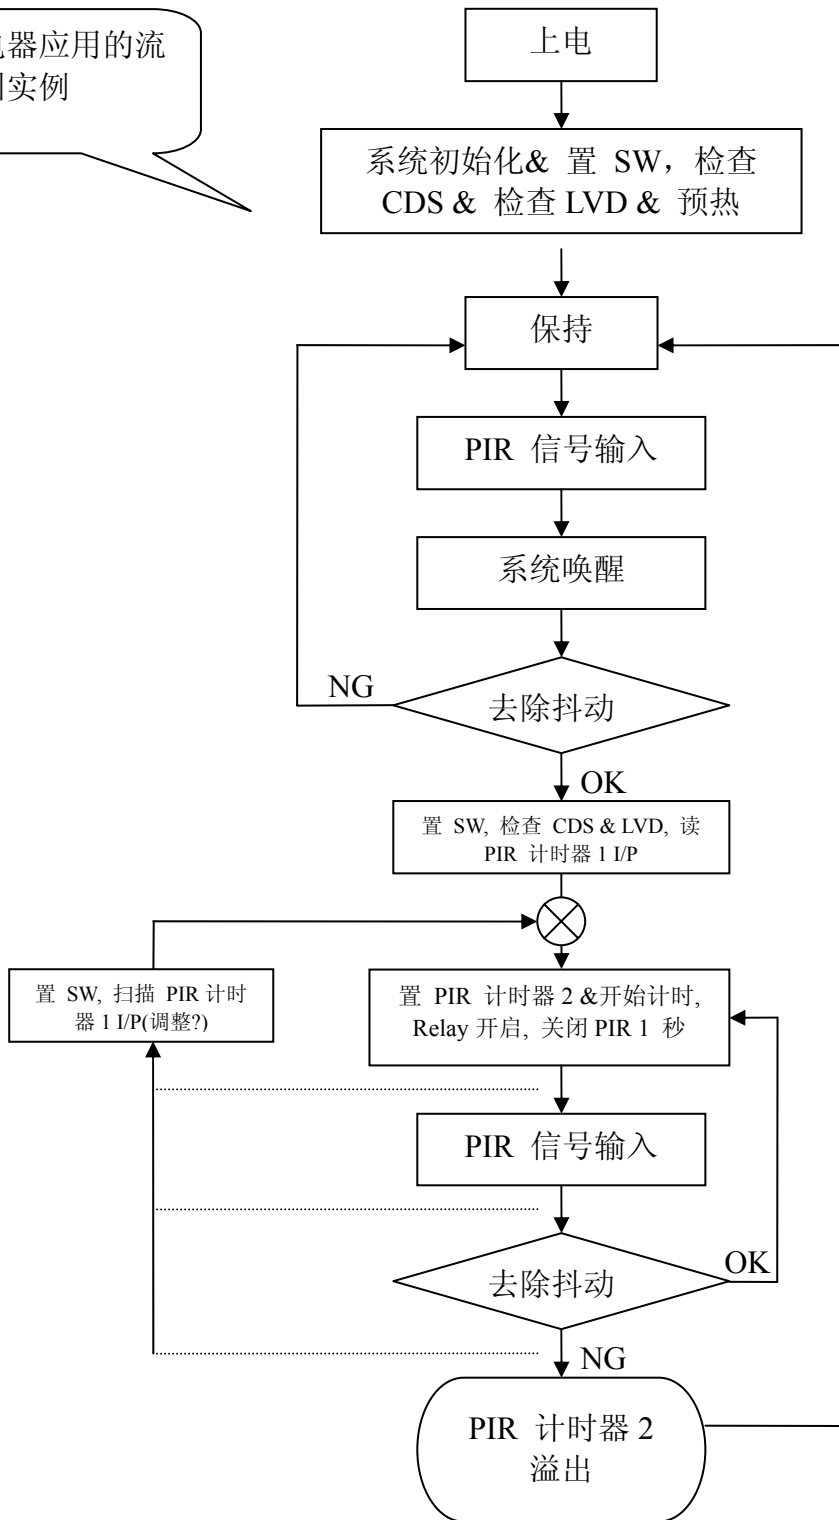 器应用的流
实例
上电
系统初始化& 置 SW，检查
CDS & 检查 LVD & 预热
保持
PIR 信号输入
系统唤醒
NG
去除抖动
OK
置 SW, 检查 CDS & LVD, 读
PIR 计时器 1 I/P
置 SW, 扫描 PIR 计时
器 1 I/P(调整?)
置 PIR 计时器 2 &开始计时,
Relay 开启, 关闭 PIR 1 秒
PIR 信号输入
去除抖动
OK
NG
PIR 计时器 2
溢出